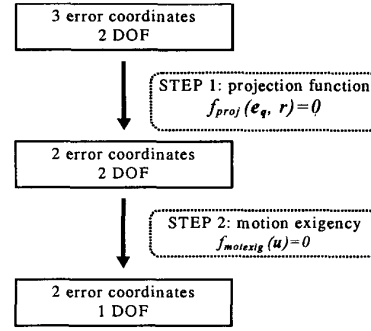 3 error coordinates
2 DOF
STEP 1: projection function
f_proj(e_q, r)=0
2 error coordinates
2 DOF
STEP 2: motion exigency
f_motexig(u)=0
2 error coordinates
1 DOF